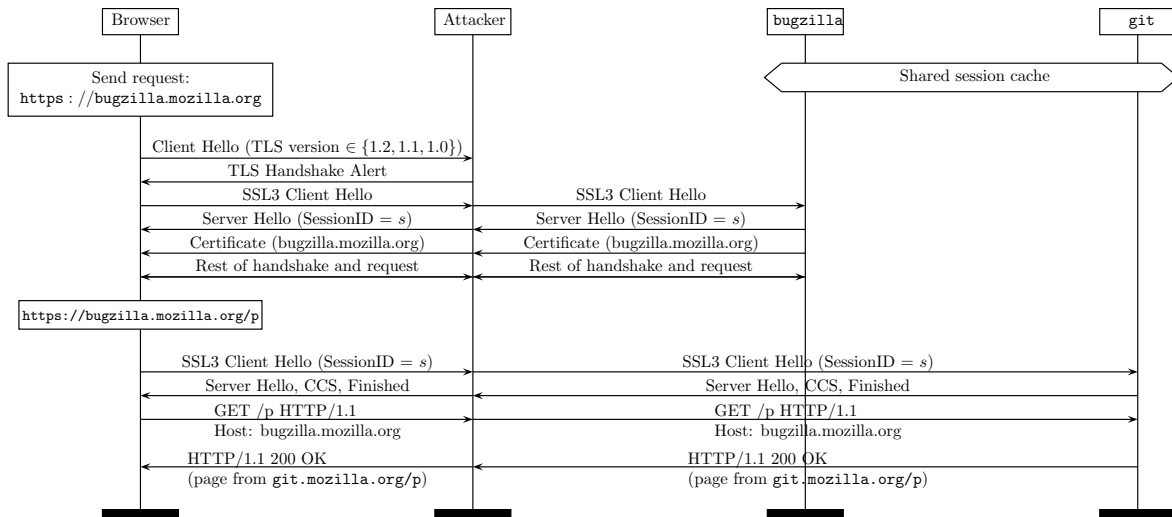 Browser
Attacker
bugzilla
git
Send request:
https://bugzilla.mozilla.org
Shared session cache
Client Hello (TLS version ∈ {1.2, 1.1, 1.0})
TLS Handshake Alert
SSL3 Client Hello
SSL3 Client Hello
Server Hello (SessionID = s)
Server Hello (SessionID = s)
Certificate (bugzilla.mozilla.org)
Certificate (bugzilla.mozilla.org)
Rest of handshake and request
Rest of handshake and request
https://bugzilla.mozilla.org/p
SSL3 Client Hello (SessionID = s)
SSL3 Client Hello (SessionID = s)
Server Hello, CCS, Finished
Server Hello, CCS, Finished
GET /p HTTP/1.1
Host: bugzilla.mozilla.org
GET /p HTTP/1.1
Host: bugzilla.mozilla.org
HTTP/1.1 200 OK
(page from git.mozilla.org/p)
HTTP/1.1 200 OK
(page from git.mozilla.org/p)